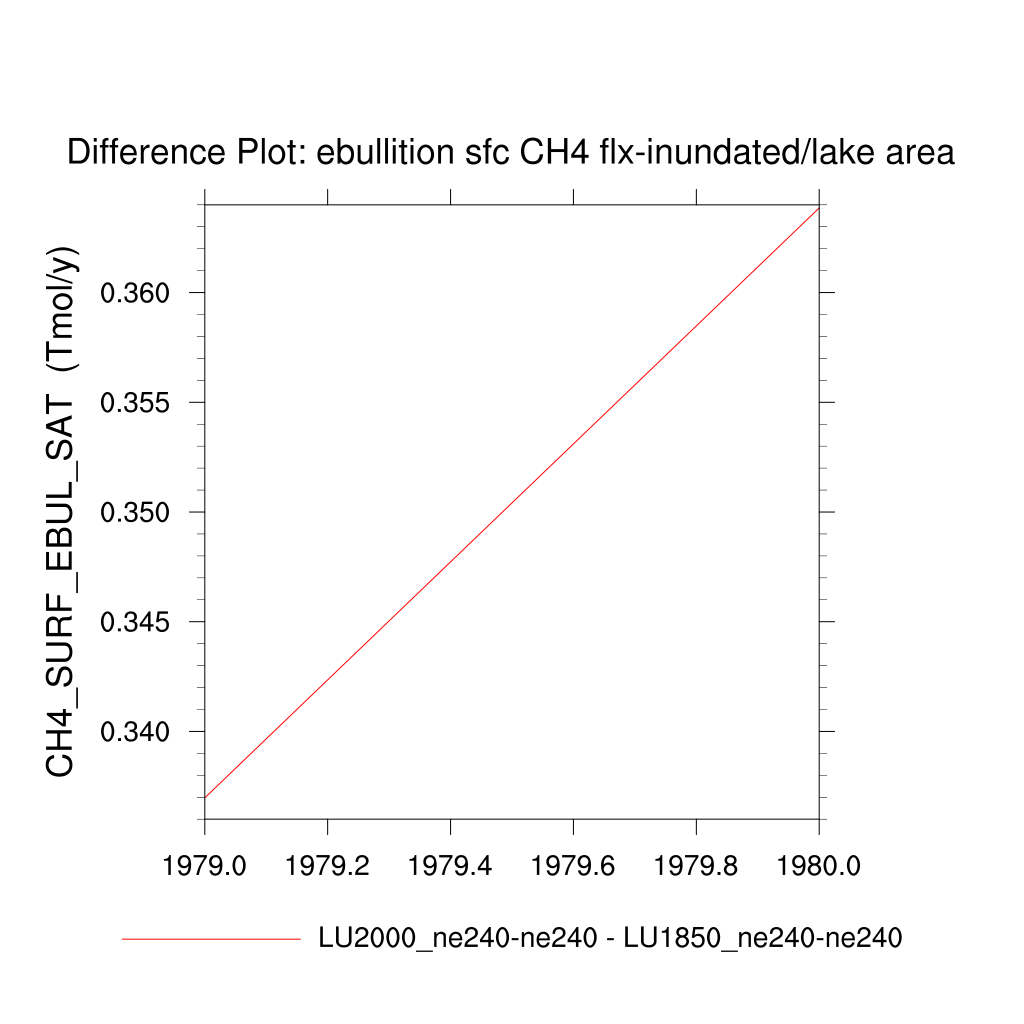 Difference Plot: ebullition sfc CH4 flx-inundated/lake area
CH4_SURF_EBUL_SAT (Tmol/y)
0.360
0.355
0.350
0.345
0.340
1979.0 1979.2 1979.4 1979.6 1979.8 1980.0
LU2000_ne240-ne240 - LU1850_ne240-ne240